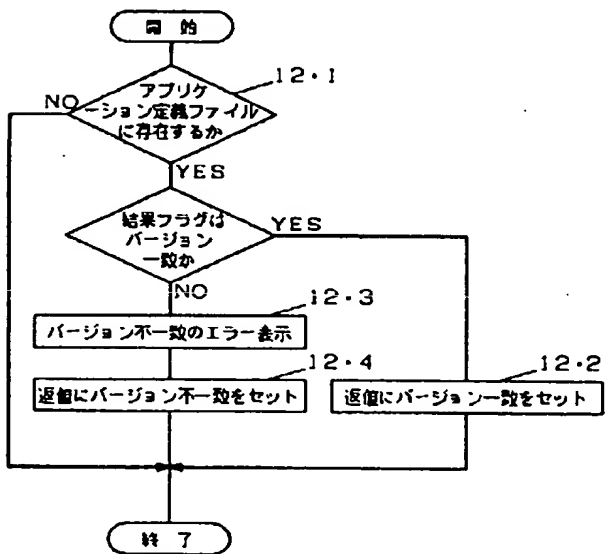 開始
12・1
アプリケ
ーション定義ファイル
に存在するか
NO
YES
結果フラグは
バージョン
一致か
YES
NO
12・3
バージョン不一致のエラー表示
12・4
返値にバージョン不一致をセット
12・2
返値にバージョン一致をセット
終了